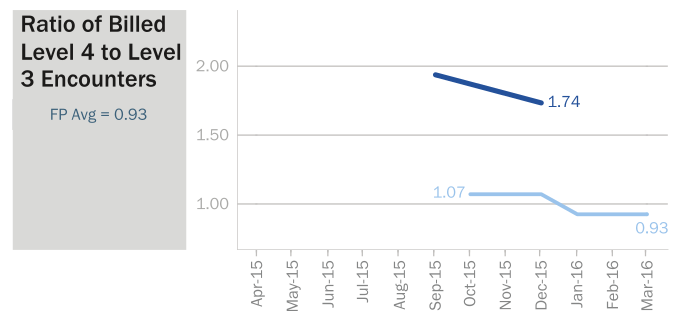 Ratio of Billed
Level 4 to Level
3 Encounters
FP Avg = 0.93
2.00
1.50
1.00
1.74
1.07
0.93
Apr-15
May-15
Jun-15
Jul-15
Aug-15
Sep-15
Oct-15
Nov-15
Dec-15
Jan-16
Feb-16
Mar-16